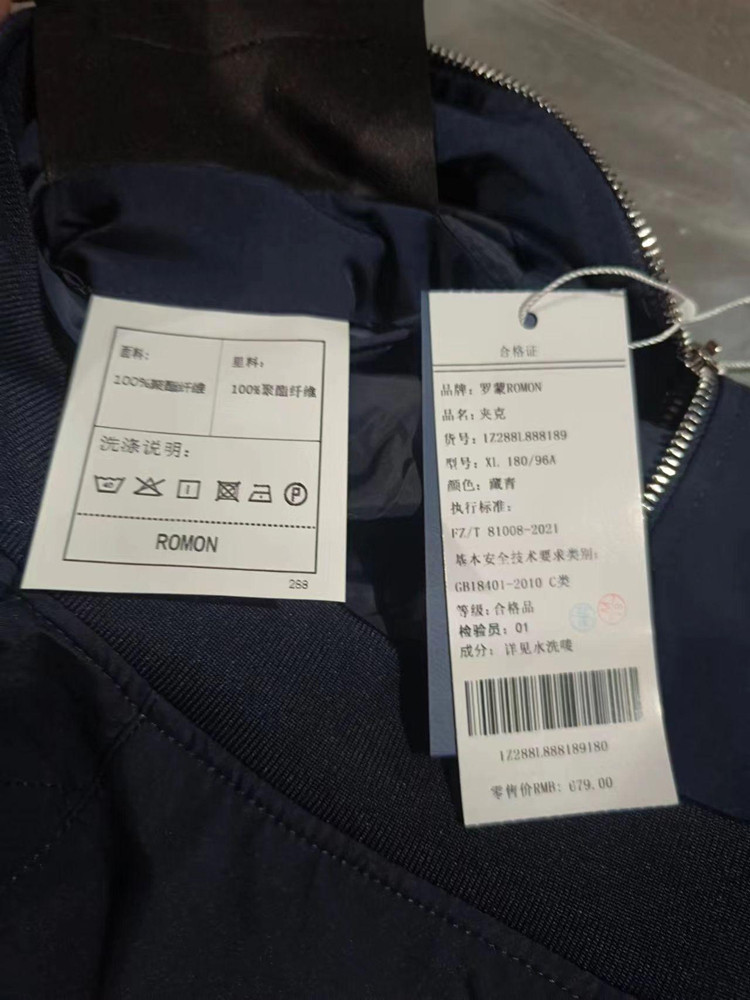 面料:
100%聚酯纤维
里料:
100%聚酯纤维
洗涤说明:
40
P
ROMON
288
合格证
品牌: 罗蒙ROMON
品名: 夹克
货号: 1Z288L888189
型号: XL 180/96A
颜色: 藏青
执行标准:
FZ/T 81008-2021
基本安全技术要求类别:
GB18401-2010 C类
等级: 合格品
检验员: 01
成分: 详见水洗唛
1Z288L888189180
零售价RMB: 679.00